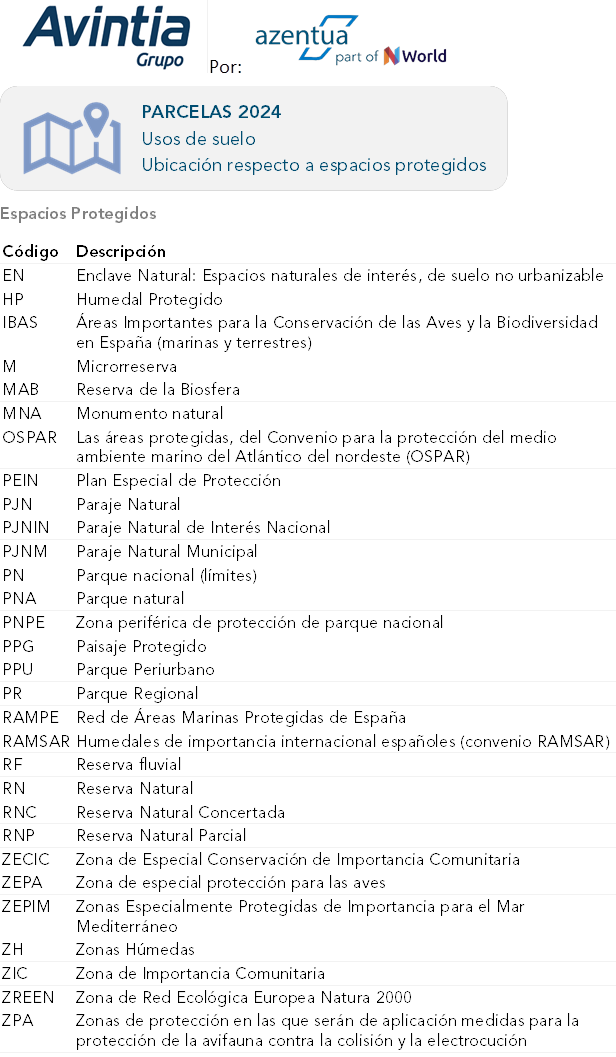 Avintia
Grupo
Por:
azentua
part of N World
PARCELAS 2024
Usos de suelo
Ubicación respecto a espacios protegidos
Espacios Protegidos
Código Descripción
EN Enclave Natural: Espacios naturales de interés, de suelo no urbanizable
HP Humedal Protegido
IBAS Áreas Importantes para la Conservación de las Aves y la Biodiversidad
en España (marinas y terrestres)
M Microrreserva
MAB Reserva de la Biosfera
MNA Monumento natural
OSPAR Las áreas protegidas, del Convenio para la protección del medio
ambiente marino del Atlántico del nordeste (OSPAR)
PEIN Plan Especial de Protección
PJN Paraje Natural
PJNIN Paraje Natural de Interés Nacional
PJNM Paraje Natural Municipal
PN Parque nacional (límites)
PNA Parque natural
PNPE Zona periférica de protección de parque nacional
PPG Paisaje Protegido
PPU Parque Periurbano
PR Parque Regional
RAMPE Red de Áreas Marinas Protegidas de España
RAMSAR Humedales de importancia internacional españoles (convenio RAMSAR)
RF Reserva fluvial
RN Reserva Natural
RNC Reserva Natural Concertada
RNP Reserva Natural Parcial
ZECIC Zona de Especial Conservación de Importancia Comunitaria
ZEPA Zona de especial protección para las aves
ZEPIM Zonas Especialmente Protegidas de Importancia para el Mar
Mediterráneo
ZH Zonas Húmedas
ZIC Zona de Importancia Comunitaria
ZREEN Zona de Red Ecológica Europea Natura 2000
ZPA Zonas de protección en las que serán de aplicación medidas para la
protección de la avifauna contra la colisión y la electrocución